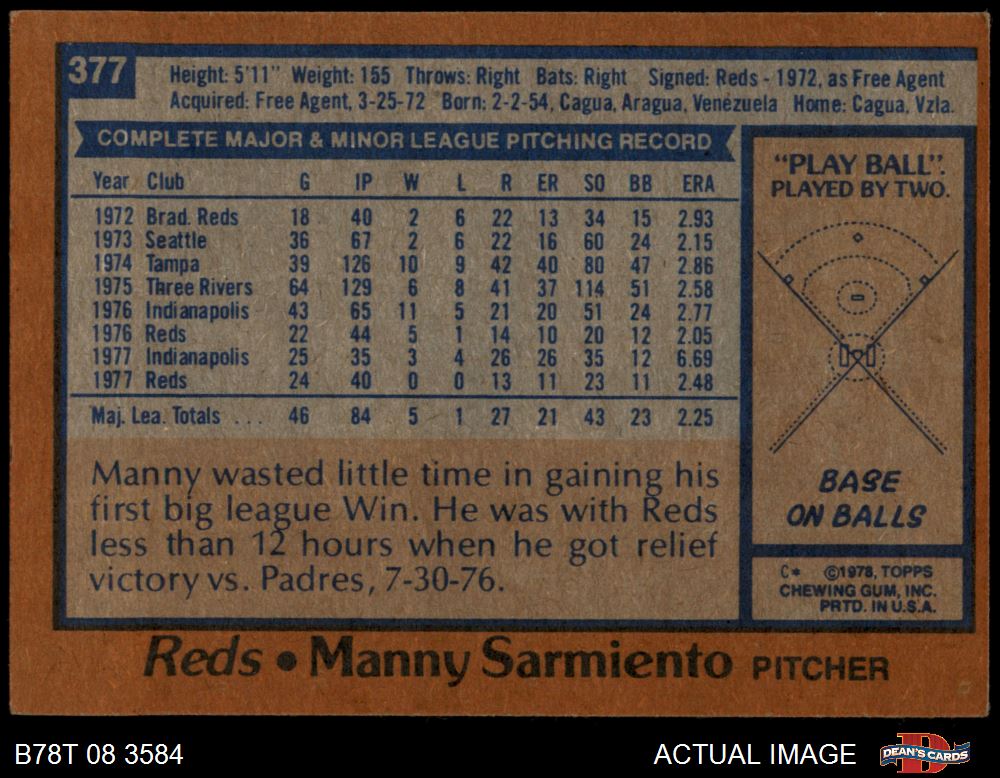 377
Height: 5'11" Weight: 155 Throws: Right Bats: Right Signed: Reds - 1972, as Free Agent
Acquired: Free Agent, 3-25-72 Born: 2-2-54, Cagua, Aragua, Venezuela Home: Cagua, Vzla.
COMPLETE MAJOR & MINOR LEAGUE PITCHING RECORD
Year Club G IP W L R ER SO BB ERA
1972 Brad. Reds 18 40 2 6 22 13 34 15 2.93
1973 Seattle 36 67 2 6 22 16 60 24 2.15
1974 Tampa 39 126 10 9 42 40 80 47 2.86
1975 Three Rivers 64 129 6 8 41 37 114 51 2.58
1976 Indianapolis 43 65 11 5 21 20 51 24 2.77
1976 Reds 22 44 5 1 14 10 20 12 2.05
1977 Indianapolis 25 35 3 4 26 26 35 12 6.69
1977 Reds 24 40 0 0 13 11 23 11 2.48
Maj. Lea. Totals . . . 46 84 5 1 27 21 43 23 2.25
Manny wasted little time in gaining his
first big league Win. He was with Reds
less than 12 hours when he got relief
victory vs. Padres, 7-30-76.
"PLAY BALL".
PLAYED BY TWO.
BASE
ON BALLS
C* ©1978, TOPPS
CHEWING GUM, INC.
PRTD. IN U.S.A.
Reds • Manny Sarmiento PITCHER
B78T 08 3584
ACTUAL IMAGE
D
DEAN'S CARDS